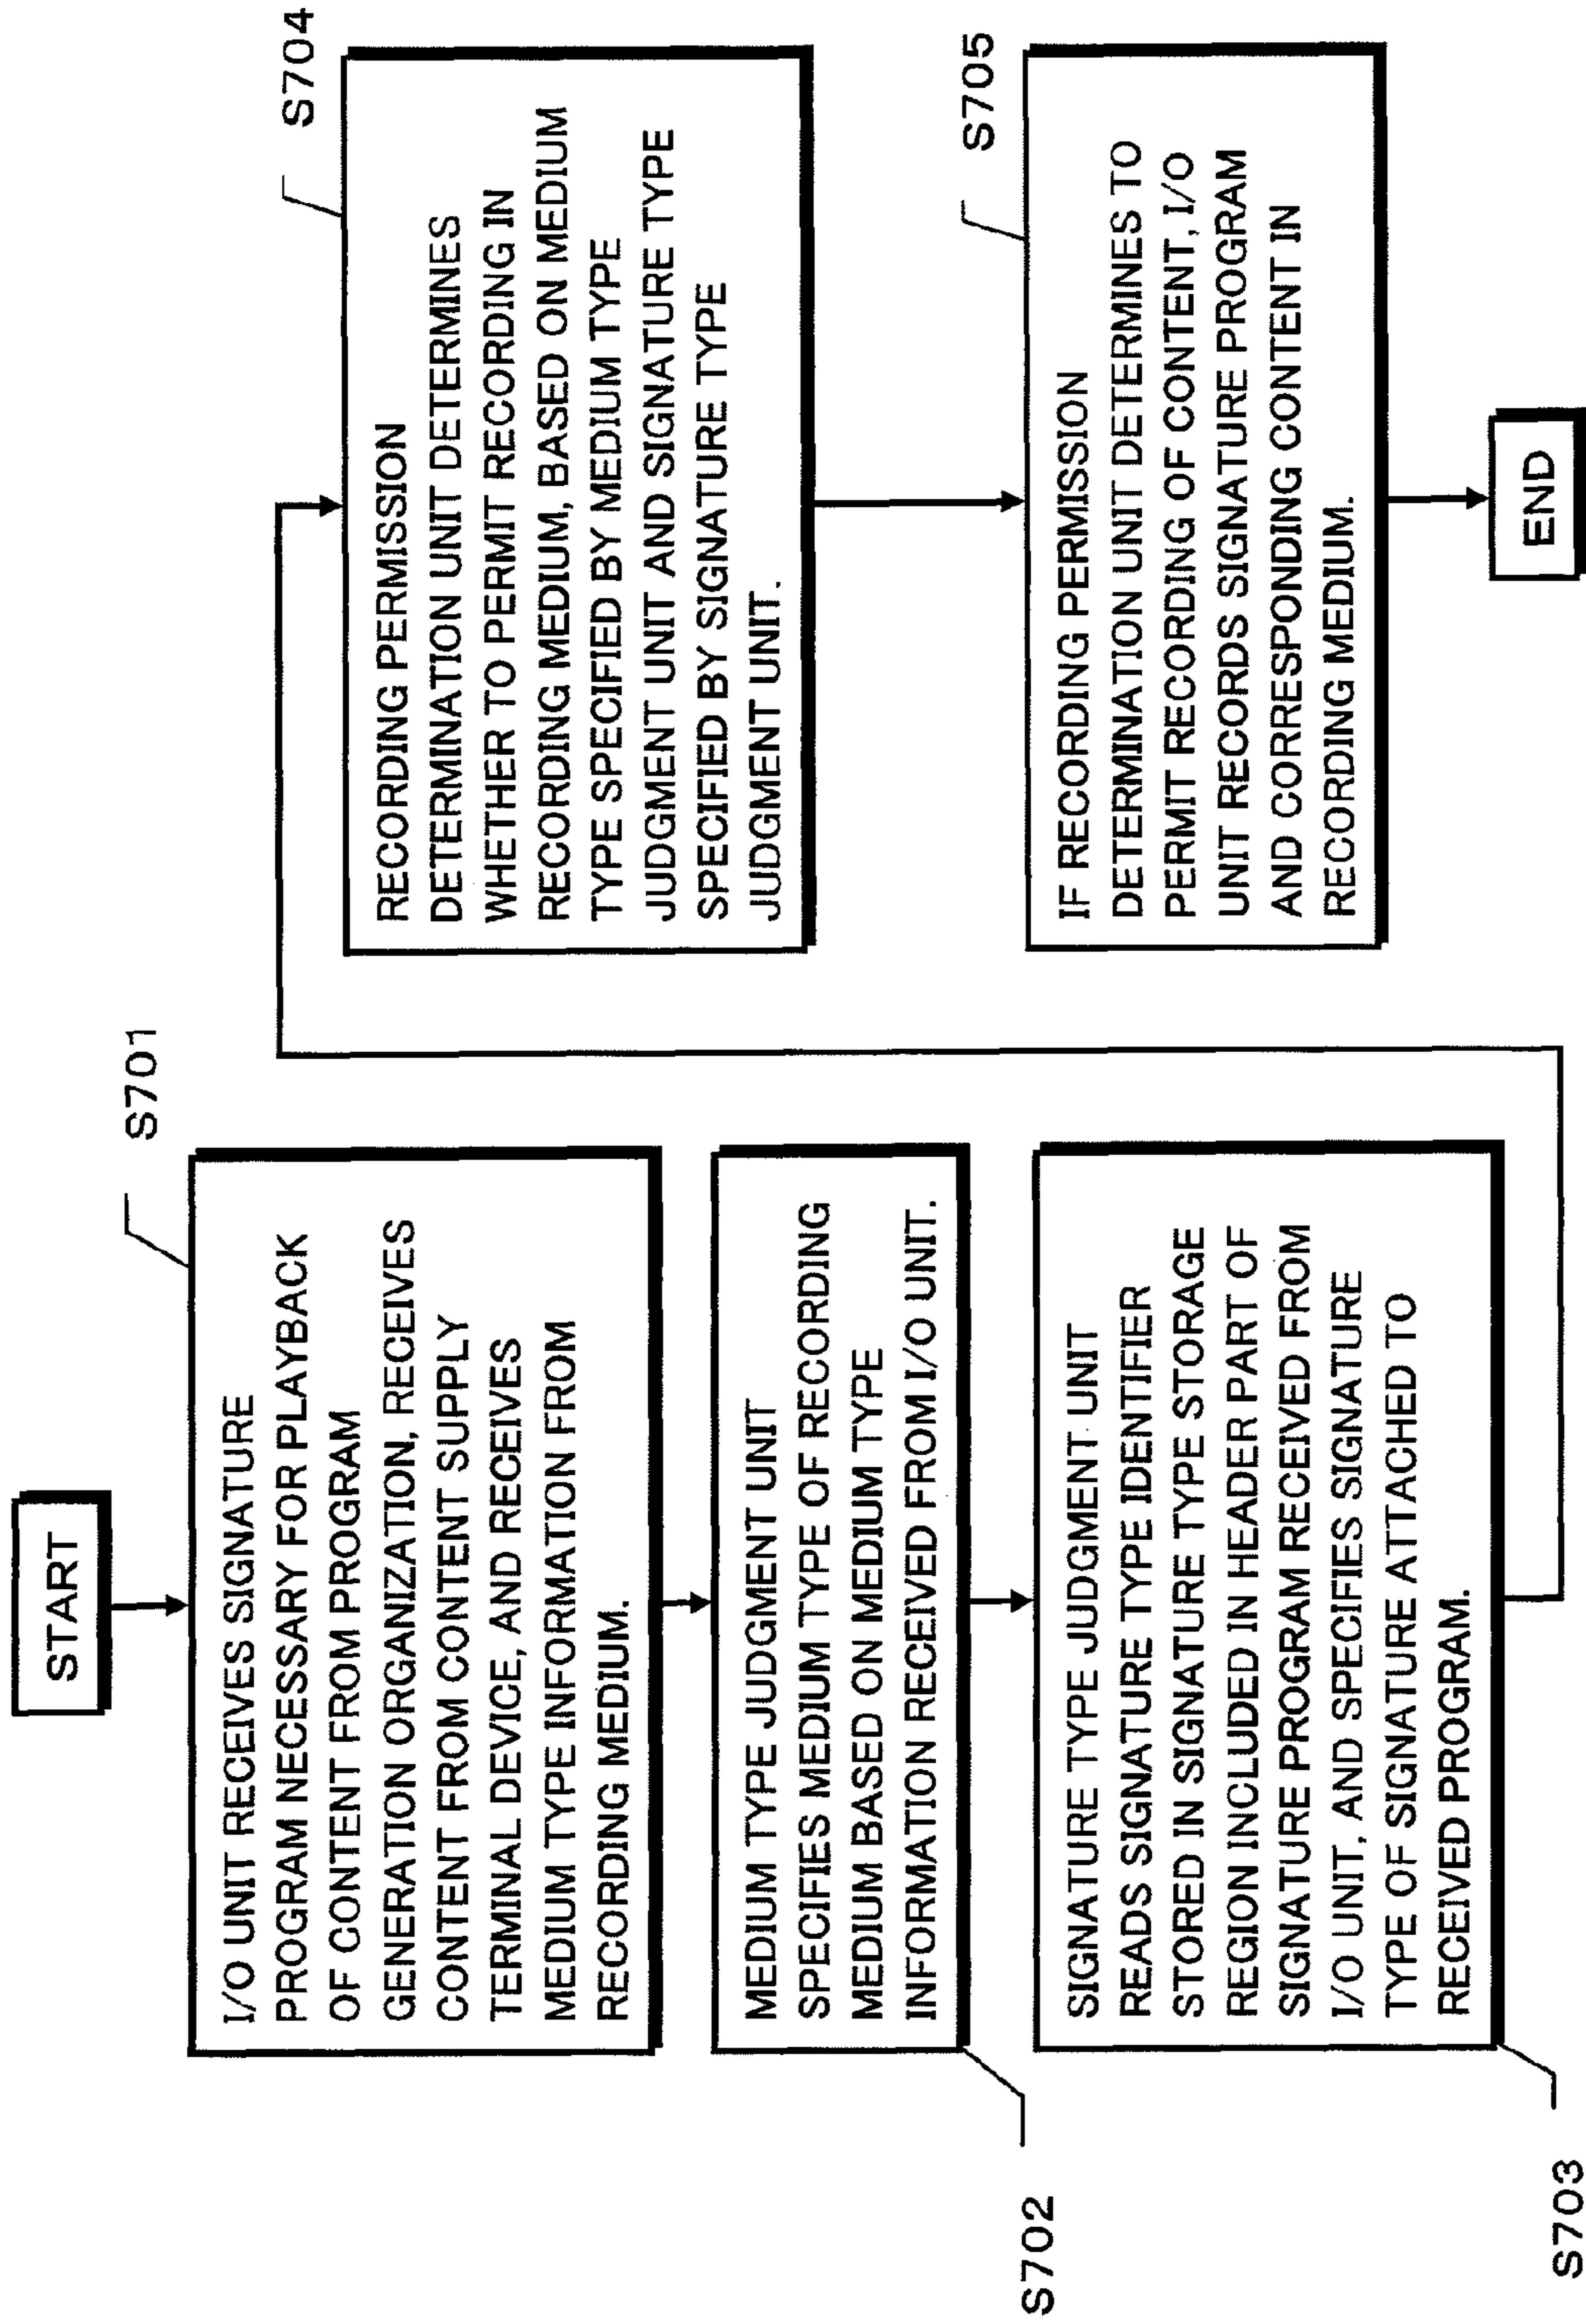 START
S701
I/O UNIT RECEIVES SIGNATURE
PROGRAM NECESSARY FOR PLAYBACK
OF CONTENT FROM PROGRAM
GENERATION ORGANIZATION, RECEIVES
CONTENT FROM CONTENT SUPPLY
TERMINAL DEVICE, AND RECEIVES
MEDIUM TYPE INFORMATION FROM
RECORDING MEDIUM.
S702
MEDIUM TYPE JUDGMENT UNIT
SPECIFIES MEDIUM TYPE OF RECORDING
MEDIUM BASED ON MEDIUM TYPE
INFORMATION RECEIVED FROM I/O UNIT.
S703
SIGNATURE TYPE JUDGMENT UNIT
READS SIGNATURE TYPE IDENTIFIER
STORED IN SIGNATURE TYPE STORAGE
REGION INCLUDED IN HEADER PART OF
SIGNATURE PROGRAM RECEIVED FROM
I/O UNIT, AND SPECIFIES SIGNATURE
TYPE OF SIGNATURE ATTACHED TO
RECEIVED PROGRAM.
S704
RECORDING PERMISSION
DETERMINATION UNIT DETERMINES
WHETHER TO PERMIT RECORDING IN
RECORDING MEDIUM, BASED ON MEDIUM
TYPE SPECIFIED BY MEDIUM TYPE
JUDGMENT UNIT AND SIGNATURE TYPE
SPECIFIED BY SIGNATURE TYPE
JUDGMENT UNIT.
S705
IF RECORDING PERMISSION
DETERMINATION UNIT DETERMINES TO
PERMIT RECORDING OF CONTENT, I/O
UNIT RECORDS SIGNATURE PROGRAM
AND CORRESPONDING CONTENT IN
RECORDING MEDIUM.
END